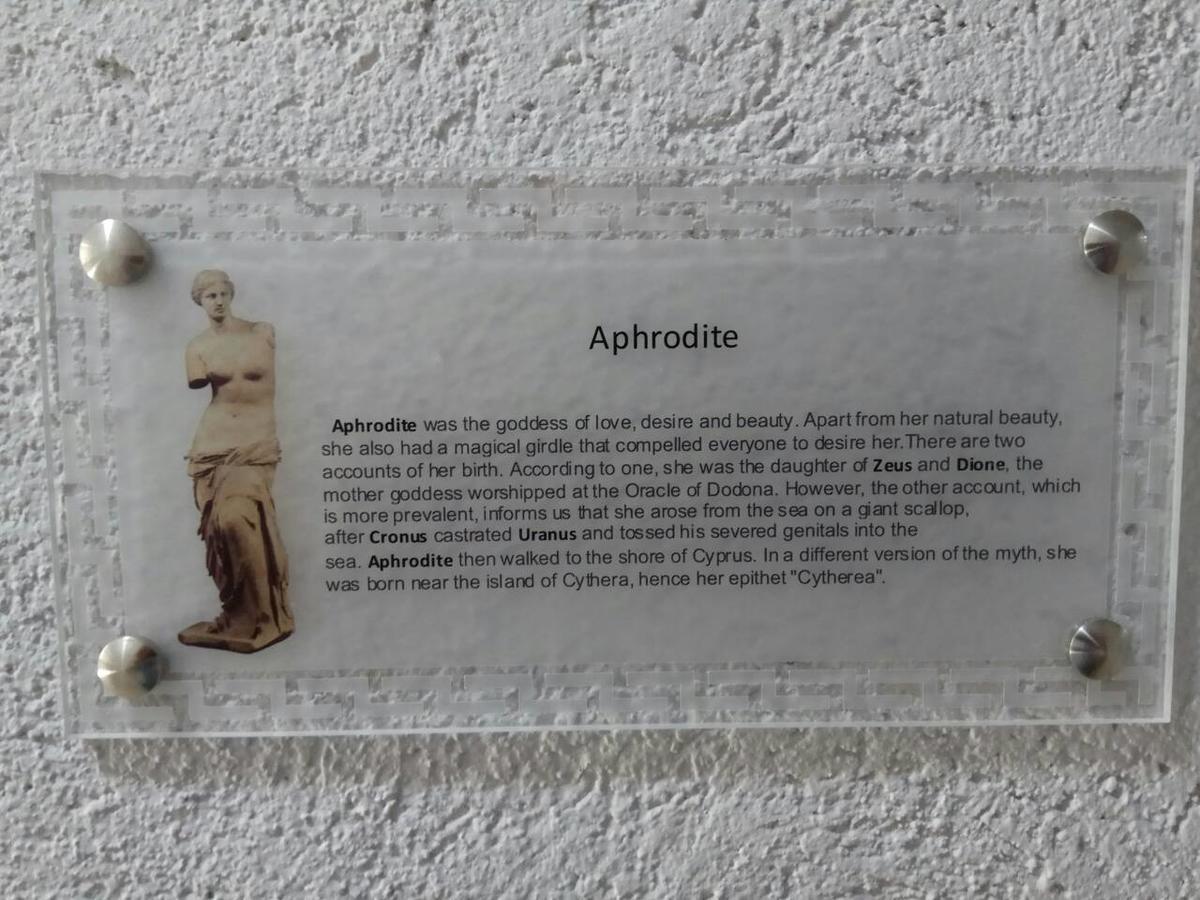 Aphrodite
Aphrodite was the goddess of love, desire and beauty. Apart from her natural beauty,
she also had a magical girdle that compelled everyone to desire her.There are two
accounts of her birth. According to one, she was the daughter of Zeus and Dione, the
mother goddess worshipped at the Oracle of Dodona. However, the other account, which
is more prevalent, informs us that she arose from the sea on a giant scallop,
after Cronus castrated Uranus and tossed his severed genitals into the
sea. Aphrodite then walked to the shore of Cyprus. In a different version of the myth, she
was born near the island of Cythera, hence her epithet "Cytherea".